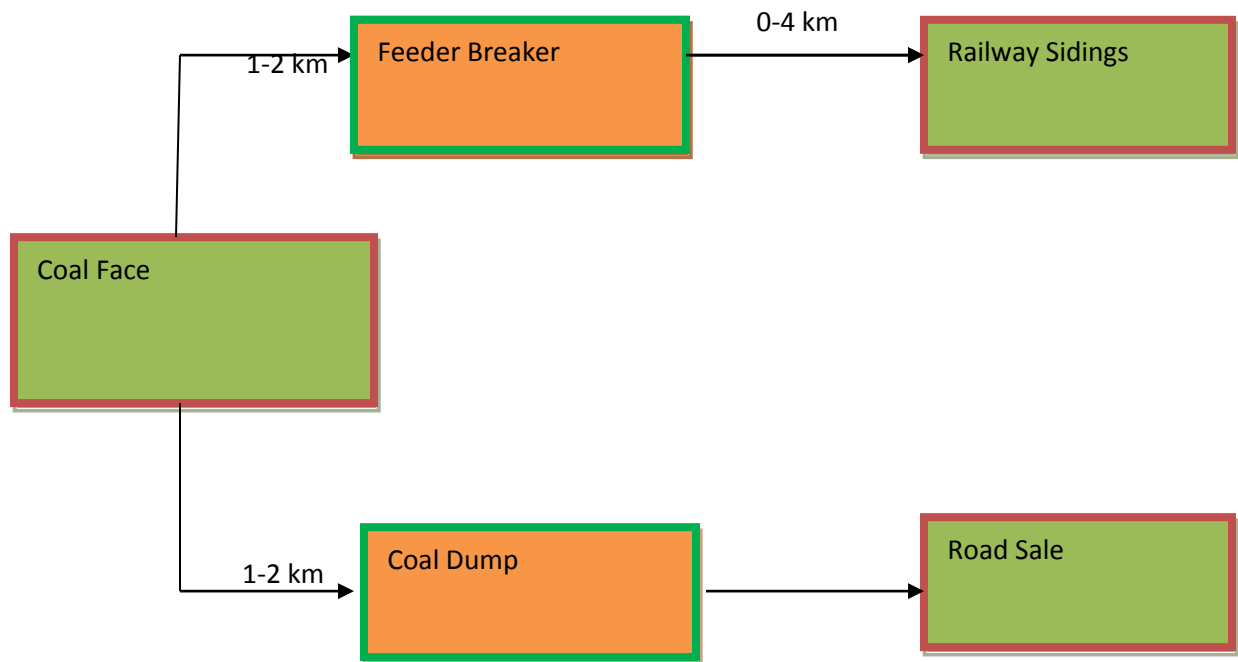 0-4 km
Feeder Breaker
Railway Sidings
1-2 km
Coal Face
Road Sale
Coal Dump
1-2 km